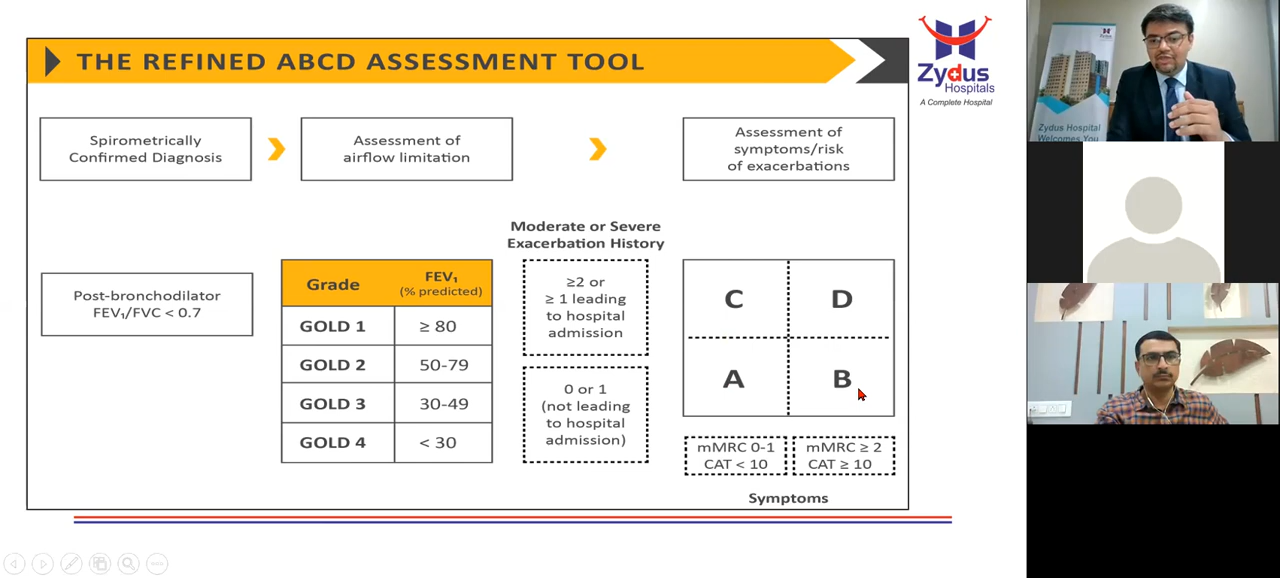 THE REFINED ABCD ASSESSMENT TOOL
Zydus
Hospitals
A Complete Hospital
Spirometrically
Confirmed Diagnosis
Assessment of
airflow limitation
Assessment of
symptoms/risk
of exacerbations
Moderate or Severe
Exacerbation History
Post-bronchodilator
FEV₁/FVC < 0.7
Grade
FEV₁
(% predicted)
GOLD 1
≥ 80
GOLD 2
50-79
GOLD 3
30-49
GOLD 4
< 30
≥2 or
≥ 1 leading
to hospital
admission
0 or 1
(not leading
to hospital
admission)
C
D
A
B
mMRC 0-1
CAT < 10
mMRC ≥ 2
CAT ≥ 10
Symptoms
Zydus Hospital
Welcomes You